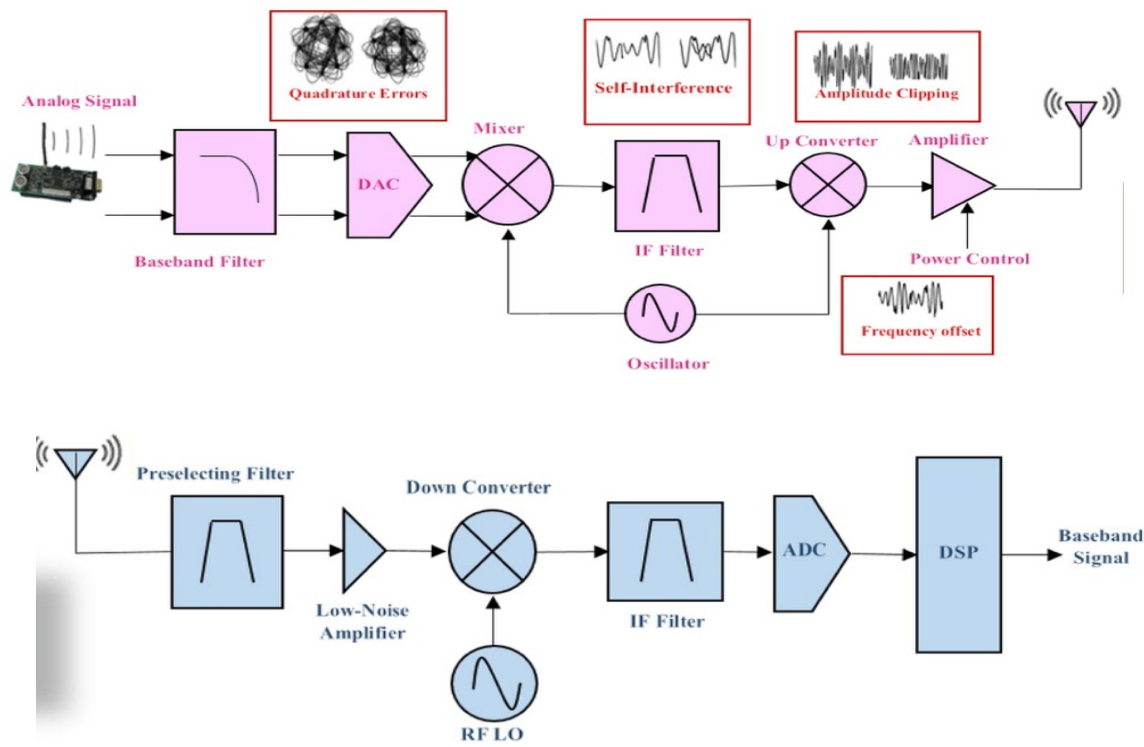 Quadrature Errors
Self-Interference
Amplitude Clipping
Analog Signal
Mixer
Up Converter
Amplifier
DAC
Baseband Filter
IF Filter
Power Control
Oscillator
Frequency offset
Preselecting Filter
Down Converter
Low-Noise
Amplifier
IF Filter
ADC
DSP
Baseband
Signal
RF LO